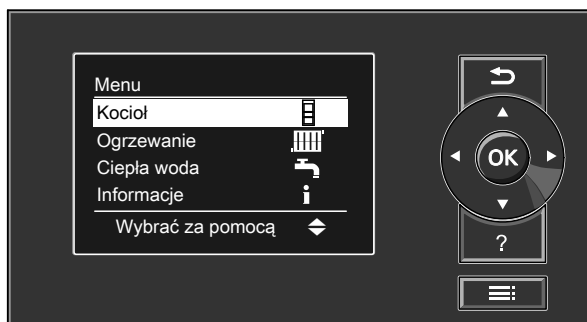 Menu
Kocioł
Ogrzewanie
Ciepła woda
Informacje
Wybrać za pomocą
OK
?